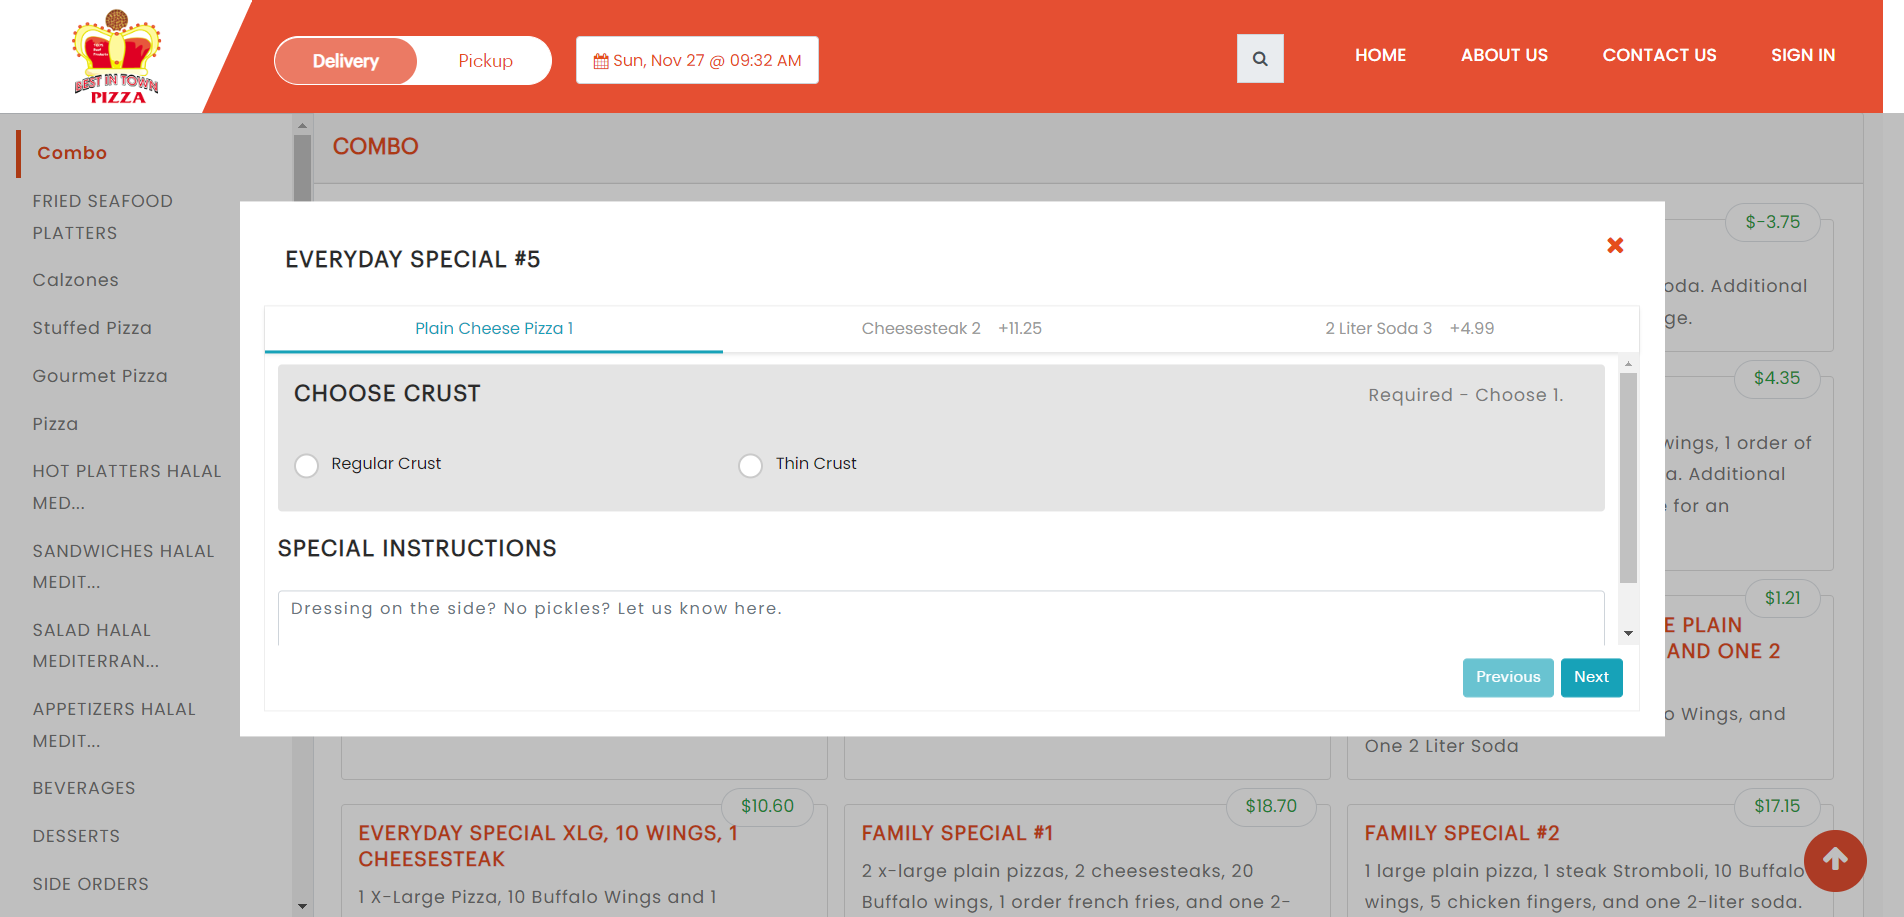 BEST IN TOWN
PIZZA
Delivery
Pickup
Sun, Nov 27 @ 09:32 AM
HOME
ABOUT US
CONTACT US
SIGN IN
Combo
FRIED SEAFOOD
PLATTERS
Calzones
Stuffed Pizza
Gourmet Pizza
Pizza
HOT PLATTERS HALAL
MED...
SANDWICHES HALAL
MEDIT...
SALAD HALAL
MEDITERRAN...
APPETIZERS HALAL
MEDIT...
BEVERAGES
DESSERTS
SIDE ORDERS
COMBO
EVERYDAY SPECIAL #5
Plain Cheese Pizza 1
Cheesesteak 2 +11.25
2 Liter Soda 3 +4.99
CHOOSE CRUST
Required - Choose 1.
Regular Crust
Thin Crust
SPECIAL INSTRUCTIONS
Dressing on the side? No pickles? Let us know here.
Previous
Next
$-3.75
oda. Additional
ge.
$4.35
wings, 1 order of
a. Additional
for an
$1.21
E PLAIN
AND ONE 2
o Wings, and
One 2 Liter Soda
$10.60
EVERYDAY SPECIAL XLG, 10 WINGS, 1
CHEESESTEAK
1 X-Large Pizza, 10 Buffalo Wings and 1
$18.70
FAMILY SPECIAL #1
2 x-large plain pizzas, 2 cheesesteaks, 20
Buffalo wings, 1 order french fries, and one 2-
$17.15
FAMILY SPECIAL #2
1 large plain pizza, 1 steak Stromboli, 10 Buffalo
wings, 5 chicken fingers, and one 2-liter soda.